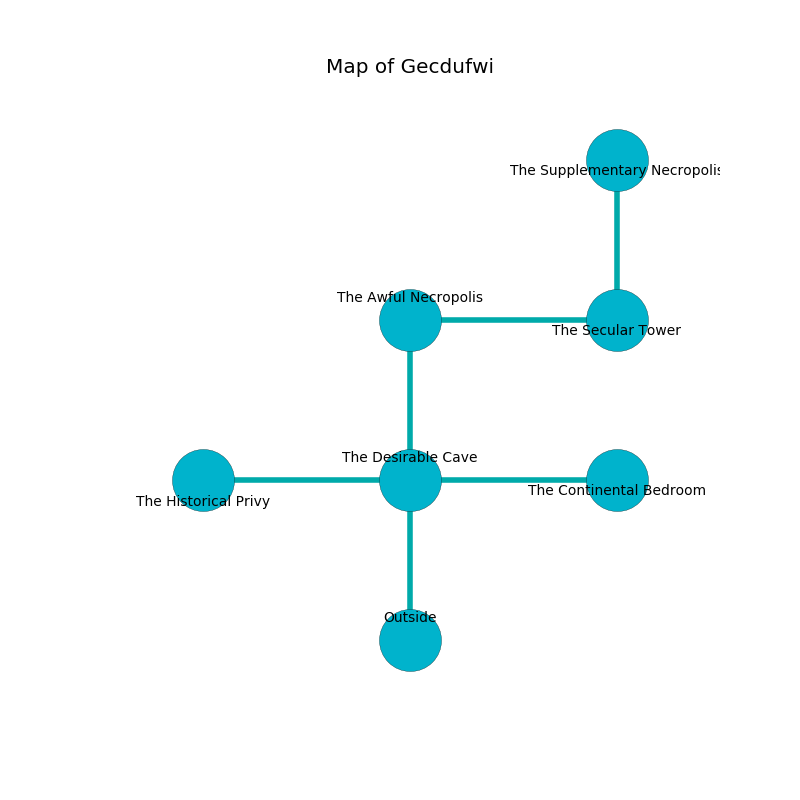 Map of Gecdufwi
The Supplementary Necropolis
The Awful Necropolis
The Secular Tower
The Desirable Cave
The Continental Bedroom
The Historical Privy
Outside